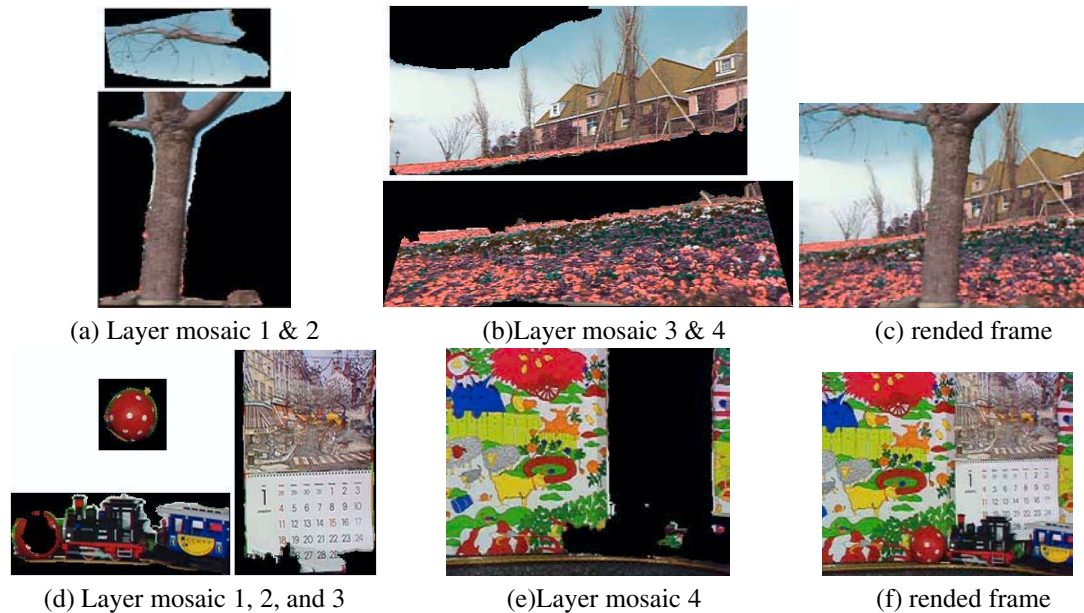 (a) Layer mosaic 1 & 2
(b)Layer mosaic 3 & 4
(c) rended frame
(d) Layer mosaic 1, 2, and 3
(e)Layer mosaic 4
(f) rended frame